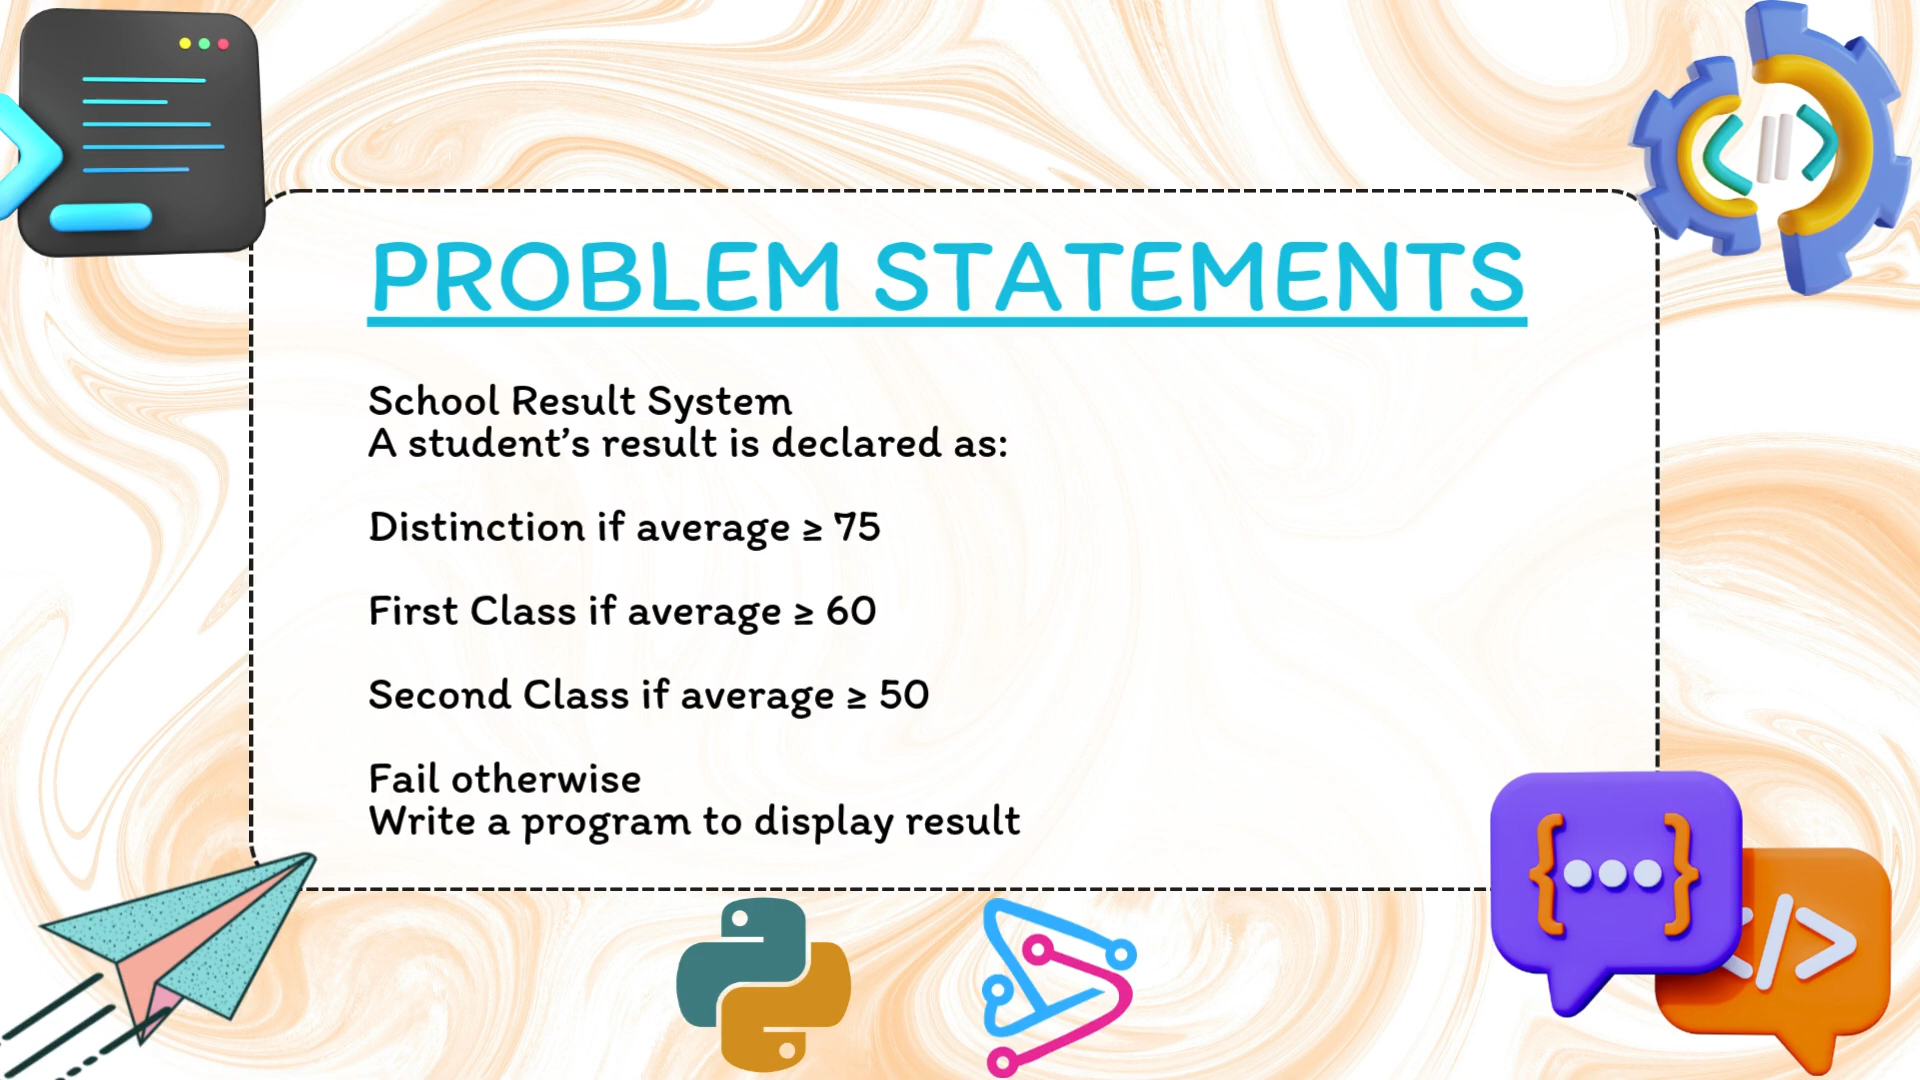 PROBLEM STATEMENTS
School Result System
A student’s result is declared as:
Distinction if average ≥ 75
First Class if average ≥ 60
Second Class if average ≥ 50
Fail otherwise
Write a program to display result